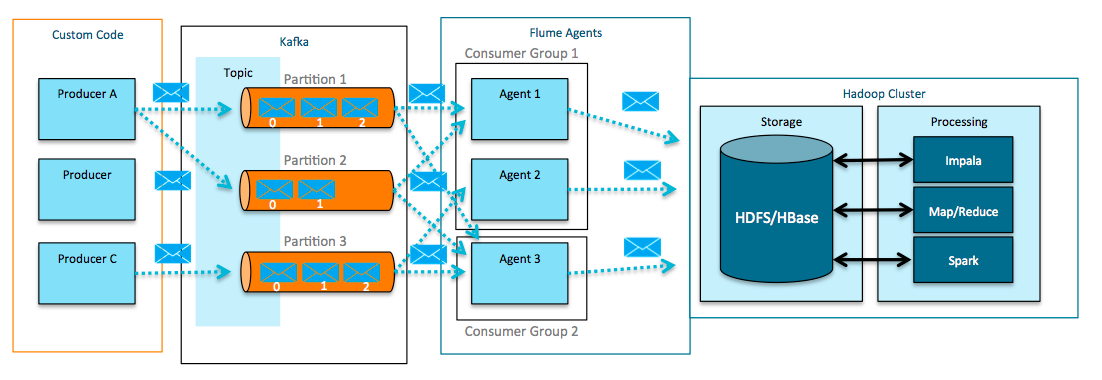 Custom Code
Producer A
Producer
Producer C
Kafka
Topic
Partition 1
0 1 2
Partition 2
0 1
Partition 3
0 1 2
Flume Agents
Consumer Group 1
Agent 1
Agent 2
Agent 3
Consumer Group 2
Hadoop Cluster
Storage
HDFS/HBase
Processing
Impala
Map/Reduce
Spark